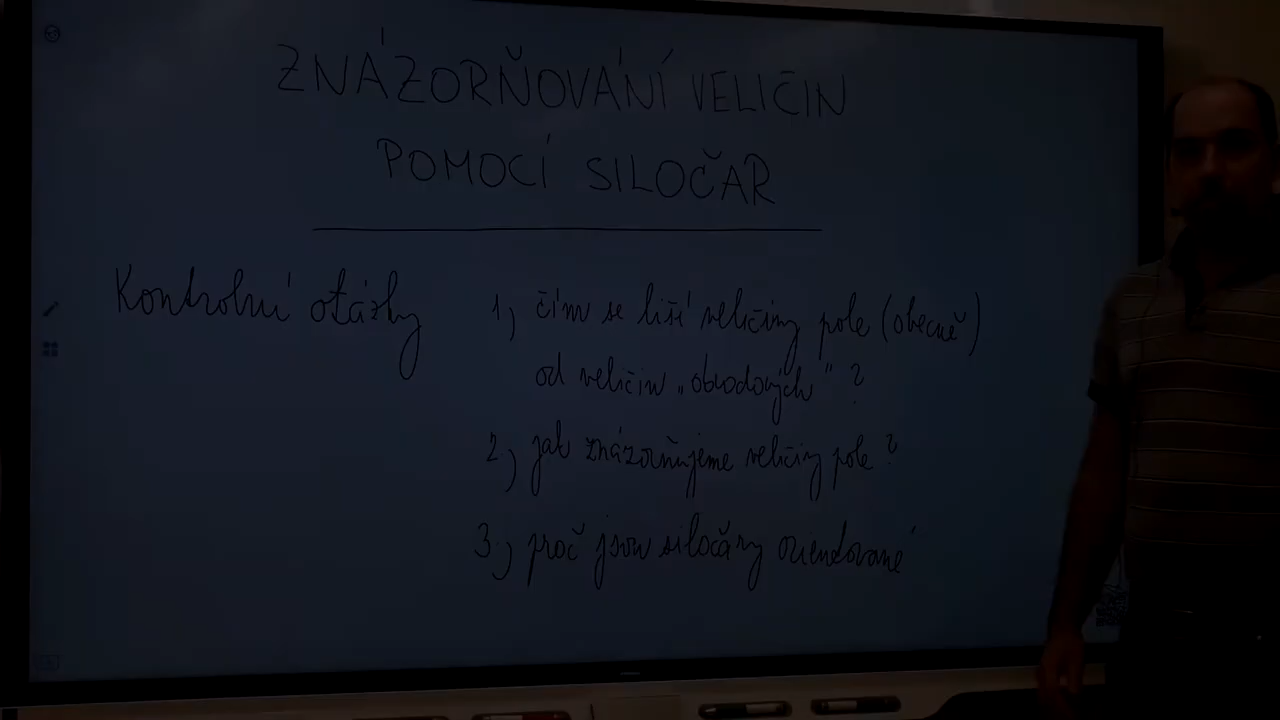 ZNÁZORŇOVÁNÍ VELIČIN
POMOCÍ SILOČAR
Kontrolní otázky
1) čím se liší veličiny pole (obecně)
od veličin „obvodových" ?
2) jak znázorňujeme veličiny pole ?
3) proč jsou siločáry orientované